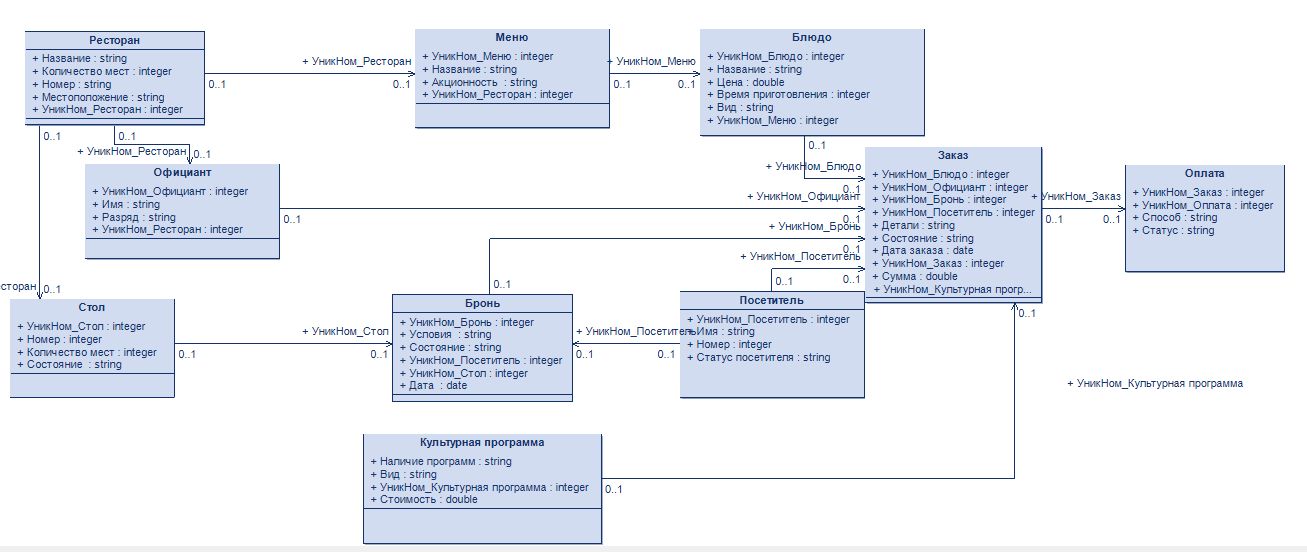 Ресторан
+ Название : string
+ Количество мест : integer
+ Номер : string
+ Местоположение : string
+ УникНом_Ресторан : integer
+ УникНом_Ресторан
0..1
0..1
Меню
+ УникНом_Меню : integer
+ Название : string
+ Акционность : string
+ УникНом_Ресторан : integer
+ УникНом_Меню
0..1
0..1
Блюдо
+ УникНом_Блюдо : integer
+ Название : string
+ Цена : double
+ Время приготовления : integer
+ Вид : string
+ УникНом_Меню : integer
0..1
0..1
0..1
+ УникНом_Ресторан
0..1
+ УникНом_Блюдо
0..1
Официант
+ УникНом_Официант : integer
+ Имя : string
+ Разряд : string
+ УникНом_Ресторан : integer
0..1
+ УникНом_Официант
0..1
Заказ
+ УникНом_Блюдо : integer
+ УникНом_Официант : integer
+ УникНом_Бронь : integer
+ УникНом_Посетитель : integer
+ Детали : string
+ Состояние : string
+ Дата заказа : date
+ УникНом_Заказ : integer
+ Сумма : double
+ УникНом_Культурная прогр...
+ УникНом_Заказ
0..1
0..1
Оплата
+ УникНом_Заказ : integer
+ УникНом_Оплата : integer
+ Способ : string
+ Статус : string
+ УникНом_Бронь
0..1
+ УникНом_Посетитель
0..1
0..1
0..1
сторан
0..1
Стол
+ УникНом_Стол : integer
+ Номер : integer
+ Количество мест : integer
+ Состояние : string
+ УникНом_Стол
0..1
0..1
Бронь
+ УникНом_Бронь : integer
+ Условия : string
+ Состояние : string
+ УникНом_Посетитель : integer
+ УникНом_Стол : integer
+ Дата : date
+ УникНом_Посетитель
0..1
0..1
Посетитель
+ УникНом_Посетитель : integer
+ Имя : string
+ Номер : integer
+ Статус посетителя : string
0..1
+ УникНом_Культурная программа
Культурная программа
+ Наличие программ : string
+ Вид : string
+ УникНом_Культурная программа : integer
+ Стоимость : double
0..1